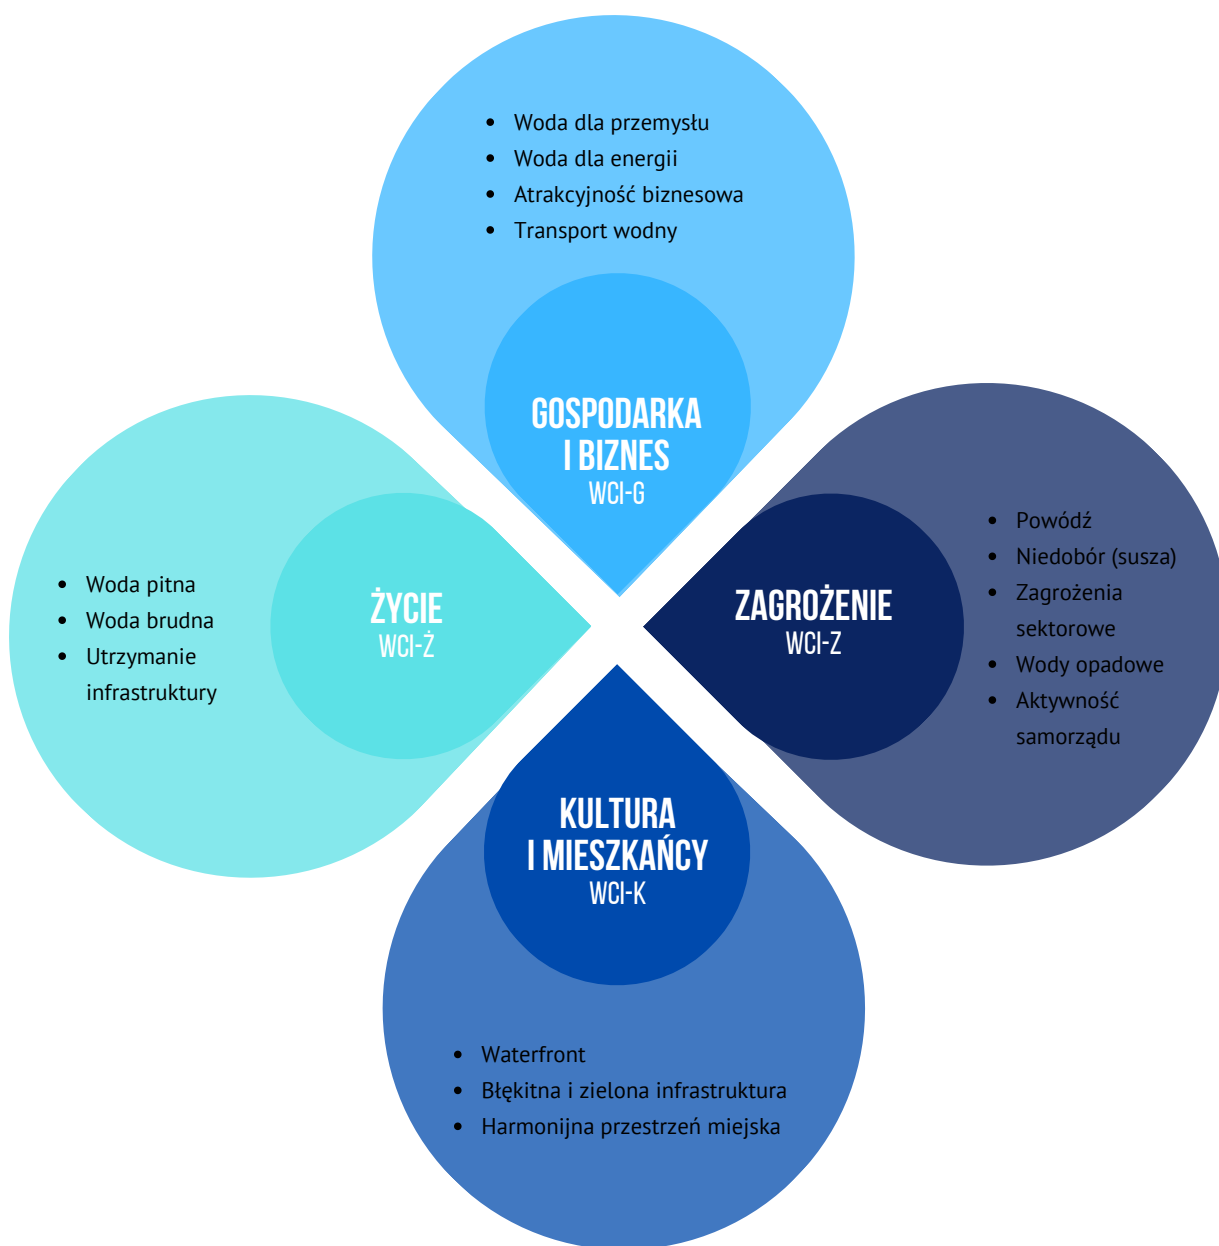 • Woda dla przemysłu
• Woda dla energii
• Atrakcyjność biznesowa
• Transport wodny
GOSPODARKA
I BIZNES
WCI-G
• Woda pitna
• Woda brudna
• Utrzymanie
infrastruktury
ŻYCIE
WCI-Ż
ZAGROŻENIE
WCI-Z
• Powódź
• Niedobór (susza)
• Zagrożenia
sektorowe
• Wody opadowe
• Aktywność
samorządu
KULTURA
I MIESZKAŃCY
WCI-K
• Waterfront
• Błękitna i zielona infrastruktura
• Harmonijna przestrzeń miejska